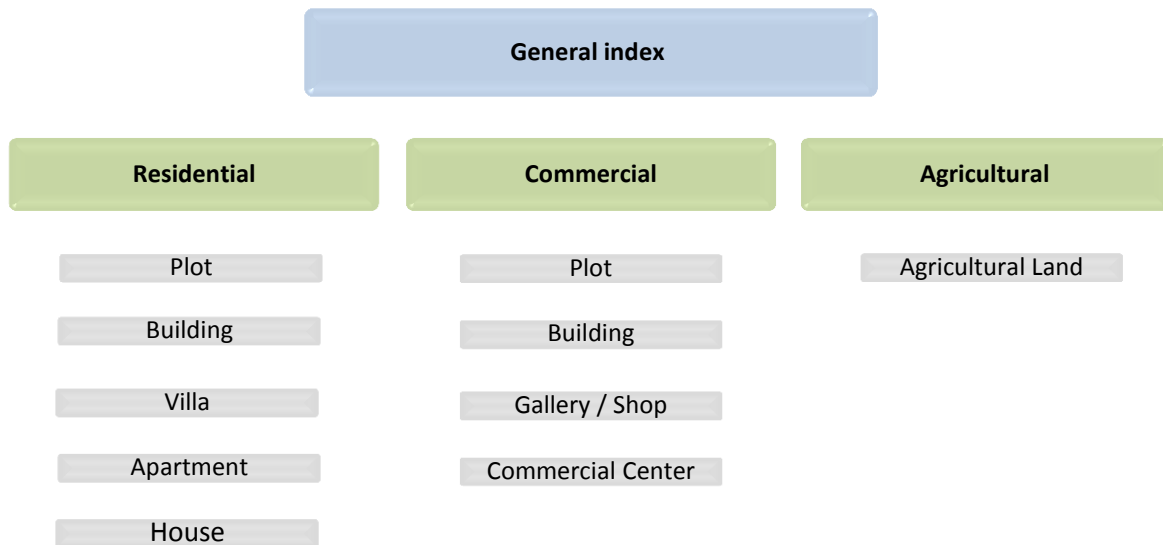 General index
Residential
Commercial
Agricultural
Plot
Building
Villa
Apartment
House
Plot
Building
Gallery / Shop
Commercial Center
Agricultural Land